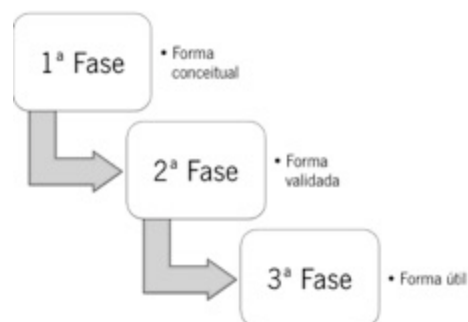 1ª Fase
• Forma
conceitual
2ª Fase
• Forma
validada
3ª Fase
• Forma útil